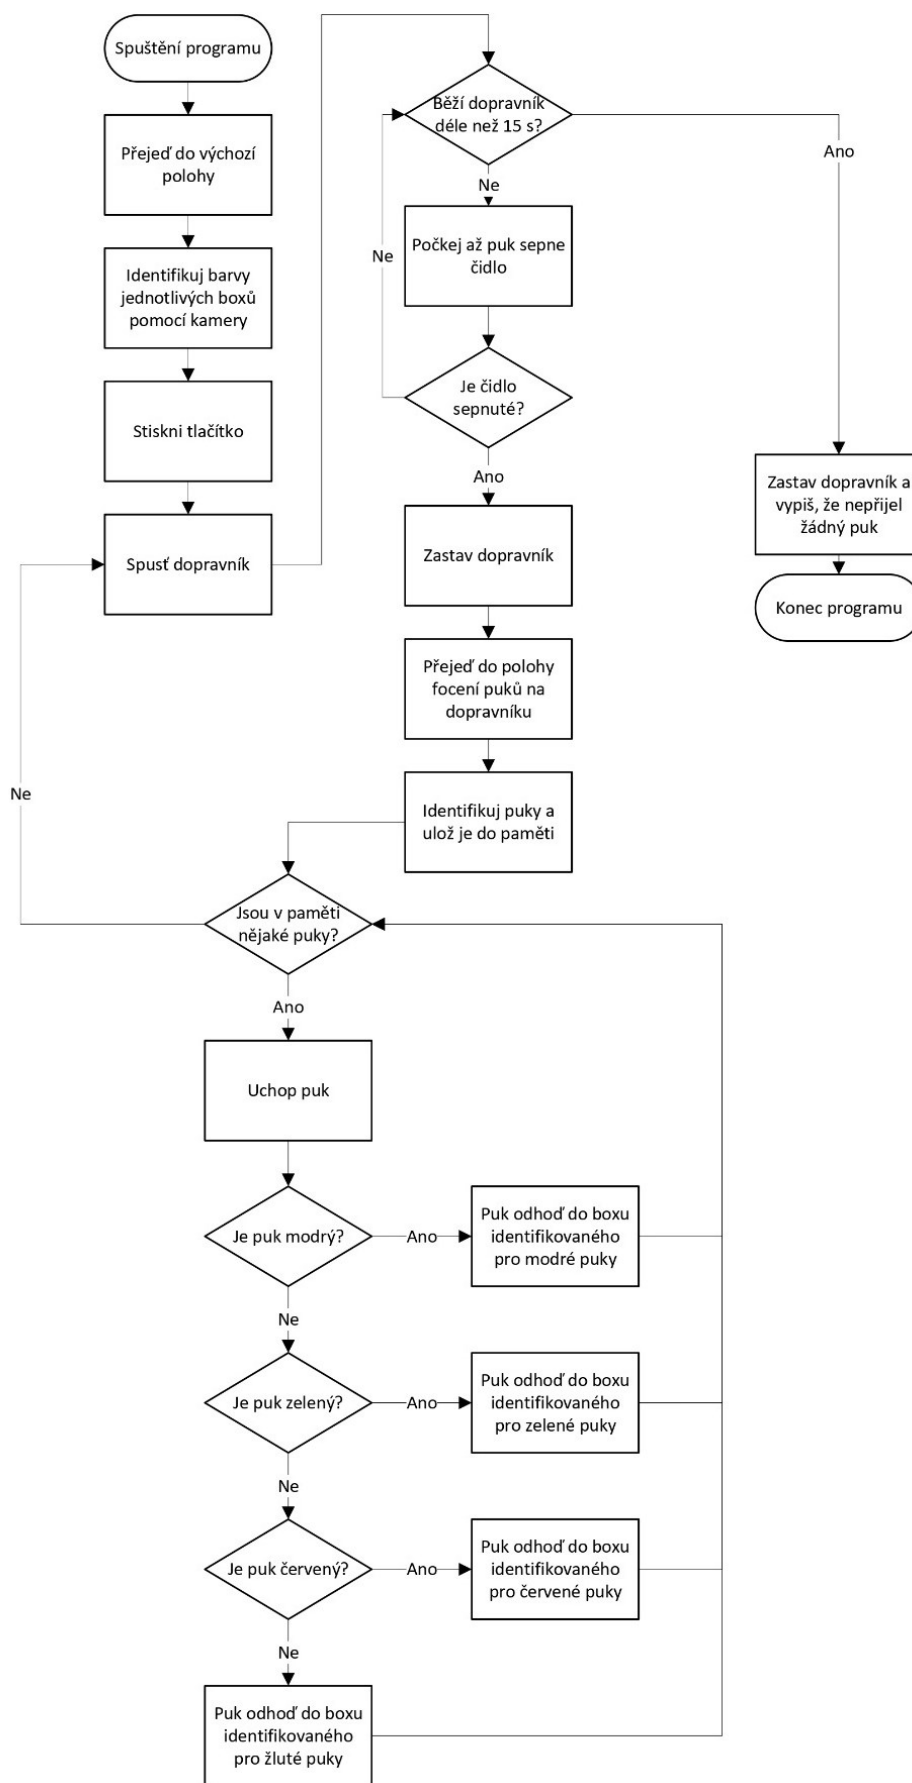 Spuštění programu
Přejeď do výchozí
polohy
Identifikuj barvy
jednotlivých boxů
pomocí kamery
Stiskni tlačítko
Spusť dopravník
Běží dopravník
déle než 15 s?
Ano
Ne
Počkej až puk sepne
čidlo
Ne
Je čidlo
sepnuté?
Ano
Zastav dopravník
Zastav dopravník a
vypiš, že nepřijel
žádný puk
Konec programu
Přejeď do polohy
focení puků na
dopravníku
Identifikuj puky a
ulož je do paměti
Ne
Jsou v paměti
nějaké puky?
Ano
Uchop puk
Je puk modrý?
Ano
Puk odhoď do boxu
identifikovaného
pro modré puky
Ne
Je puk zelený?
Ano
Puk odhoď do boxu
identifikovaného
pro zelené puky
Ne
Je puk červený?
Ano
Puk odhoď do boxu
identifikovaného
pro červené puky
Ne
Puk odhoď do boxu
identifikovaného
pro žluté puky